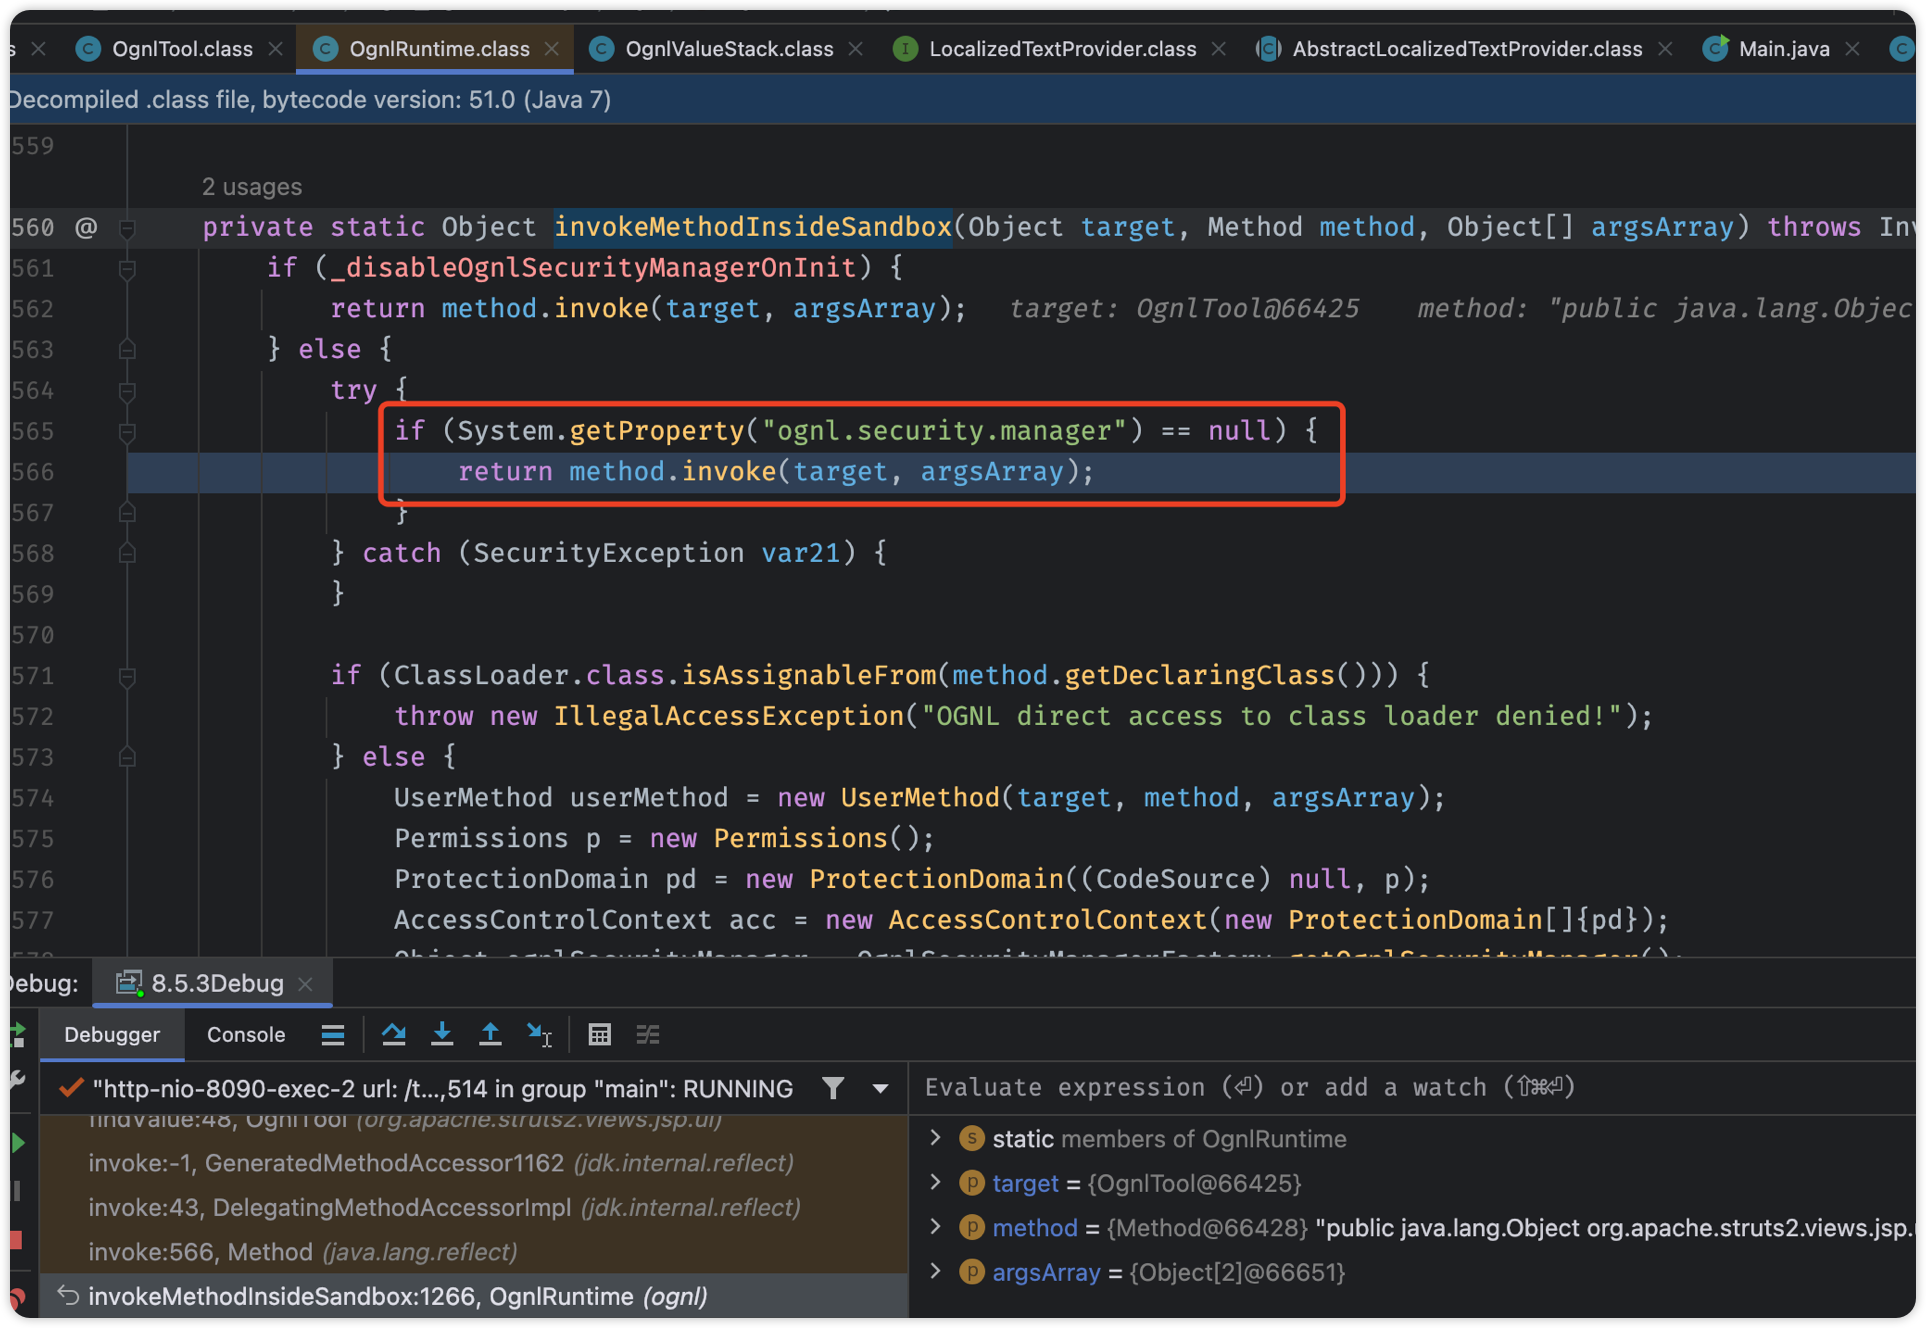 s OgnlTool.class OgnlRuntime.class OgnlValueStack.class LocalizedTextProvider.class AbstractLocalizedTextProvider.class Main.java
Decompiled .class file, bytecode version: 51.0 (Java 7)
559
2 usages
560 @ private static Object invokeMethodInsideSandbox(Object target, Method method, Object[] argsArray) throws Inv
561 if (_disableOgnlSecurityManagerOnInit) {
562 return method.invoke(target, argsArray); target: OgnlTool@66425 method: "public java.lang.Objec
563 } else {
564 try {
565 if (System.getProperty("ognl.security.manager") == null) {
566 return method.invoke(target, argsArray);
567 }
568 } catch (SecurityException var21) {
569 }
570
571 if (ClassLoader.class.isAssignableFrom(method.getDeclaringClass())) {
572 throw new IllegalAccessException("OGNL direct access to class loader denied!");
573 } else {
574 UserMethod userMethod = new UserMethod(target, method, argsArray);
575 Permissions p = new Permissions();
576 ProtectionDomain pd = new ProtectionDomain((CodeSource) null, p);
577 AccessControlContext acc = new AccessControlContext(new ProtectionDomain[]{pd});
578 Object ognlSecurityManager = OgnlSecurityManagerFactory.getOgnlSecurityManager();
Debug: 8.5.3Debug
Debugger Console
"http-nio-8090-exec-2 url: /t...,514 in group "main": RUNNING
findValue:48, OgnlTool (org.apache.struts2.views.jsp.ui)
invoke:-1, GeneratedMethodAccessor1162 (jdk.internal.reflect)
invoke:43, DelegatingMethodAccessorImpl (jdk.internal.reflect)
invoke:566, Method (java.lang.reflect)
invokeMethodInsideSandbox:1266, OgnlRuntime (ognl)
Evaluate expression (⏎) or add a watch (⇧⌘⏎)
static members of OgnlRuntime
target = {OgnlTool@66425}
method = {Method@66428} "public java.lang.Object org.apache.struts2.views.jsp.u
argsArray = {Object[2]@66651}